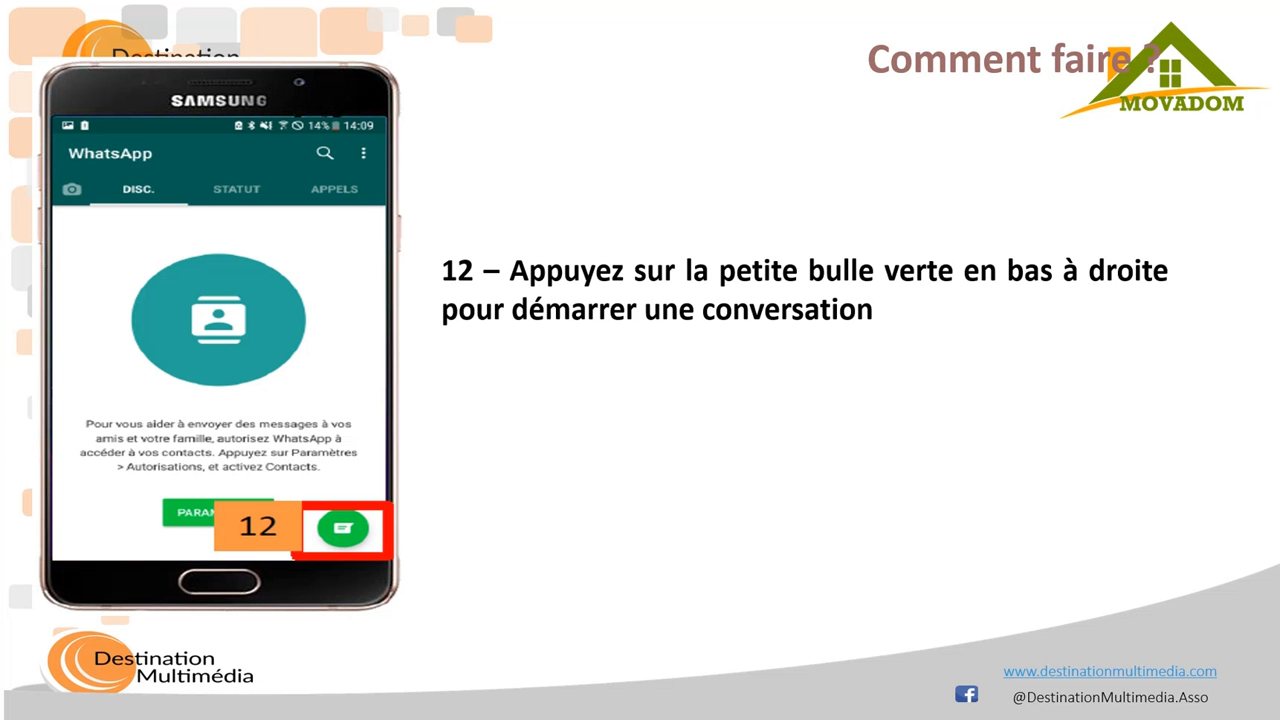 Destination
Comment faire ?
MOVADOM
SAMSUNG
14% 14:09
WhatsApp
DISC. STATUT APPELS
12 – Appuyez sur la petite bulle verte en bas à droite
pour démarrer une conversation
Pour vous aider à envoyer des messages à vos
amis et votre famille, autorisez WhatsApp à
accéder à vos contacts. Appuyez sur Paramètres
> Autorisations, et activez Contacts.
PARAM
12
Destination
Multimédia
www.destinationmultimedia.com
@DestinationMultimedia.Asso